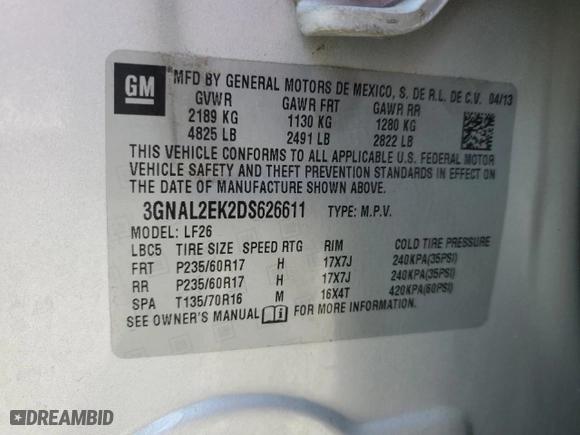 GM
MFD BY GENERAL MOTORS DE MEXICO, S. DE R.L. DE C.V. 04/13
GVWR GAWR FRT GAWR RR
2189 KG 1130 KG 1280 KG
4825 LB 2491 LB 2822 LB
THIS VEHICLE CONFORMS TO ALL APPLICABLE U.S. FEDERAL MOTOR
VEHICLE SAFETY AND THEFT PREVENTION STANDARDS IN EFFECT ON
THE DATE OF MANUFACTURE SHOWN ABOVE.
3GNAL2EK2DS626611 TYPE: M.P.V.
MODEL: LF26
LBC5 TIRE SIZE SPEED RTG RIM COLD TIRE PRESSURE
FRT P235/60R17 H 17X7J 240KPA(35PSI)
RR P235/60R17 H 17X7J 240KPA(35PSI)
SPA T135/70R16 M 16X4T 420KPA(60PSI)
SEE OWNER'S MANUAL FOR MORE INFORMATION.
DREAMBID